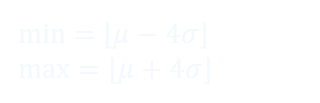 min = ⌈μ − 4σ⌉
max = ⌊μ + 4σ⌋